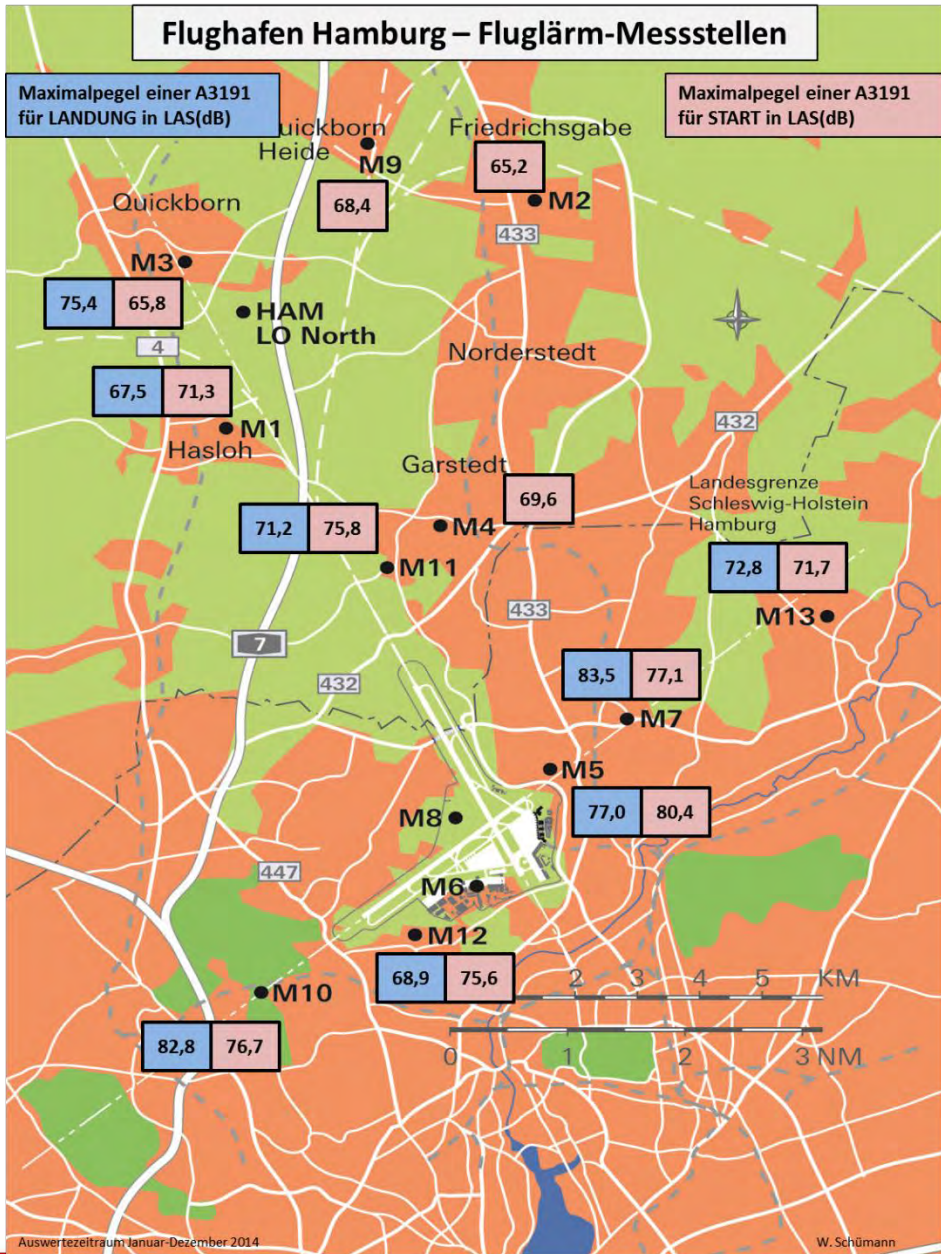 Flughafen Hamburg – Fluglärm-Messstellen
Maximalpegel einer A3191
für LANDUNG in LAS(dB)
Maximalpegel einer A3191
für START in LAS(dB)
uickborn
Heide
M9
68,4
Friedrichsgabe
65,2
M2
433
Quickborn
M3
75,4 65,8
HAM
LO North
4
Norderstedt
67,5 71,3
M1
Hasloh
432
Garstedt
69,6
Landesgrenze
Schleswig-Holstein
Hamburg
71,2 75,8
M4
M11
72,8 71,7
M13
433
7
432
83,5 77,1
M7
M5
77,0 80,4
M8
447
M6
M12
68,9 75,6
M10
82,8 76,7
2 4 5 KM
0 1 2 3 NM
Auswertezeitraum Januar-Dezember 2014
W. Schümann